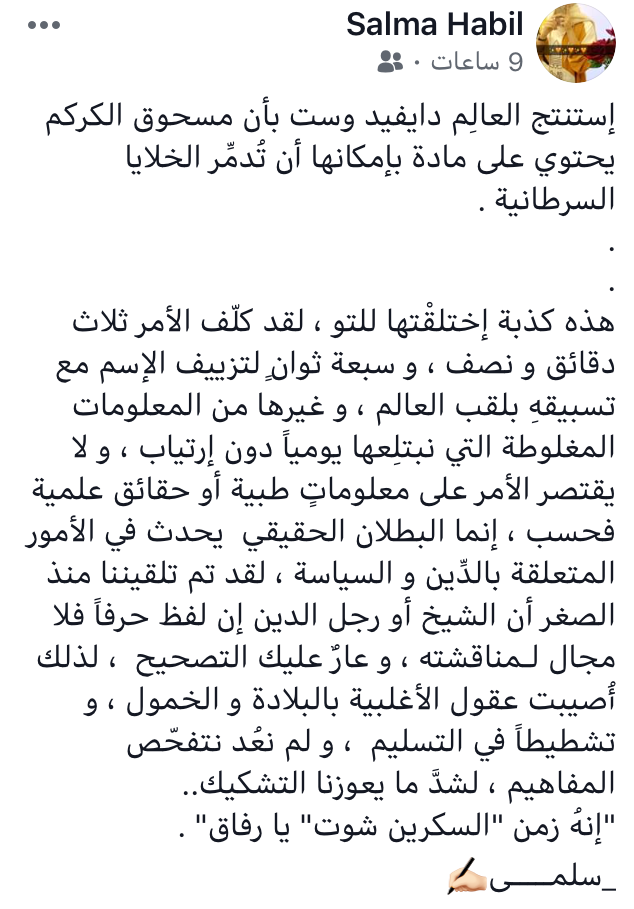 Salma Habil
9 ساعات ·
إستنتج العالِم دايفيد وست بأن مسحوق الكركم
يحتوي على مادة بإمكانها أن تُدمِّر الخلايا
السرطانية .
.
.
هذه كذبة إختلقْتها للتو ، لقد كلّف الأمر ثلاث
دقائق و نصف ، و سبعة ثوانٍ لتزييف الإسم مع
تسبيقهِ بلقب العالم ، و غيرها من المعلومات
المغلوطة التي نبتلِعها يومياً دون إرتياب ، و لا
يقتصر الأمر على معلوماتٍ طبية أو حقائق علمية
فحسب ، إنما البطلان الحقيقي يحدث في الأمور
المتعلقة بالدِّين و السياسة ، لقد تم تلقيننا منذ
الصغر أن الشيخ أو رجل الدين إن لفظ حرفاً فلا
مجال لـمناقشته ، و عارٌ عليك التصحيح ، لذلك
أُصيبت عقول الأغلبية بالبلادة و الخمول ، و
تشطيطاً في التسليم ، و لم نعُد نتفحّص
المفاهيم ، لشدَّ ما يعوزنا التشكيك..
"إنهُ زمن "السكرين شوت" يا رفاق" .
_سلمــــى✍🏻